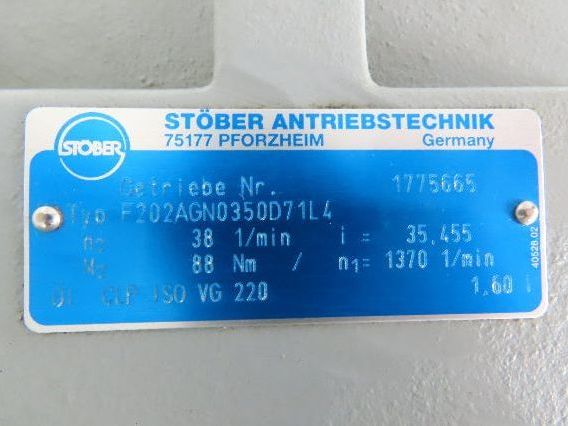 STÖBER
STÖBER ANTRIEBSTECHNIK
75177 PFORZHEIM Germany
Getriebe Nr. 1775665
Typ F202AGN0350D71L4
n₂ 38 1/min i = 35,455
M₂ 88 Nm / n₁= 1370 1/min
Öl CLP ISO VG 220 1,60 l
40528.02